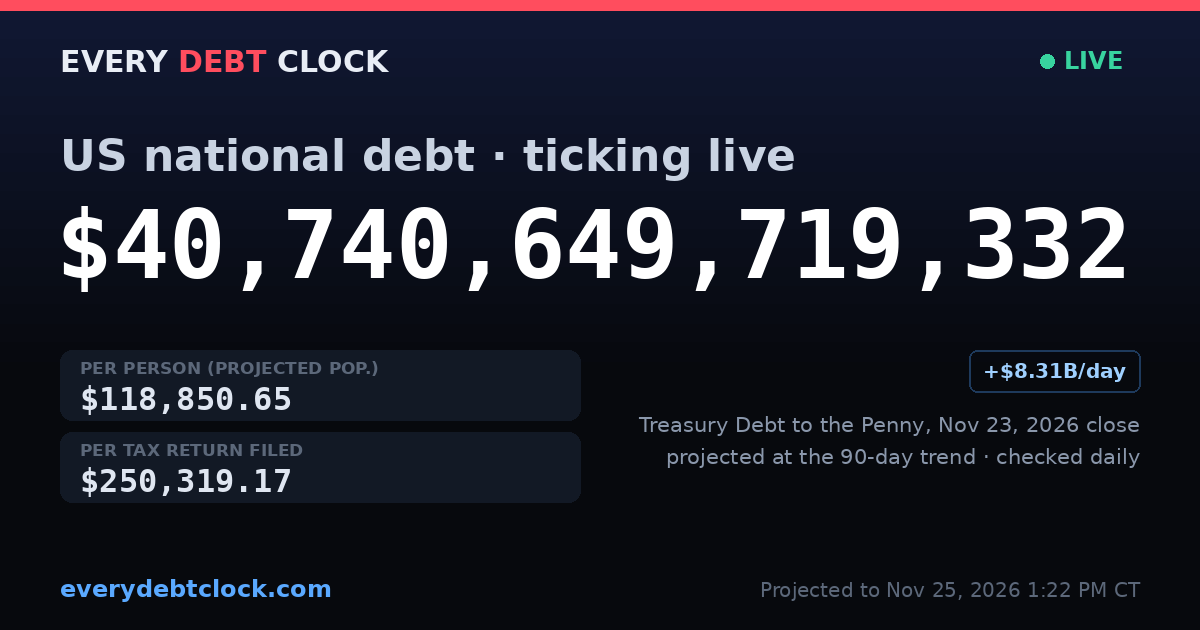 EVERY DEBT CLOCK
LIVE
US national debt · ticking live
$40,740,649,719,332
PER PERSON (PROJECTED POP.)
$118,850.65
PER TAX RETURN FILED
$250,319.17
+$8.31B/day
Treasury Debt to the Penny, Nov 23, 2026 close
projected at the 90-day trend · checked daily
everydebtclock.com
Projected to Nov 25, 2026 1:22 PM CT